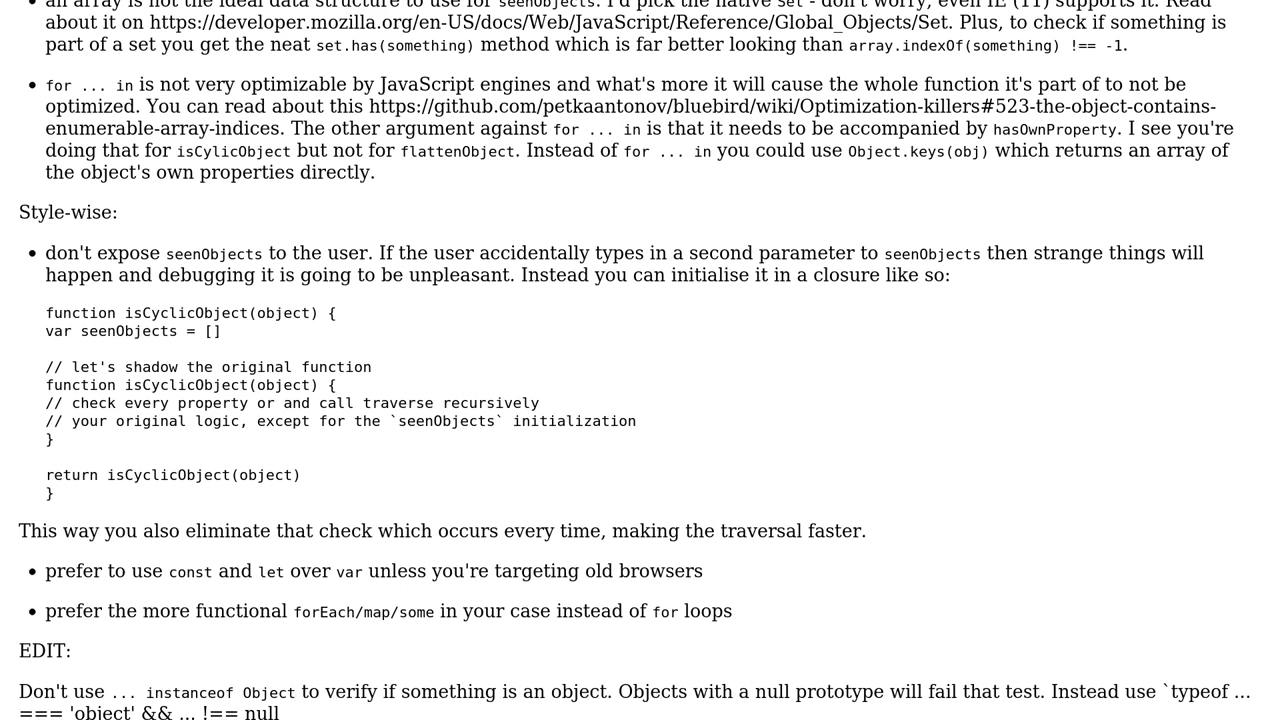 an array is not the ideal data structure to use for seenObjects. I'd pick the native Set - don't worry, even IE (11) supports it. Read
about it on https://developer.mozilla.org/en-US/docs/Web/JavaScript/Reference/Global_Objects/Set. Plus, to check if something is
part of a set you get the neat set.has(something) method which is far better looking than array.indexOf(something) !== -1.
for ... in is not very optimizable by JavaScript engines and what's more it will cause the whole function it's part of to not be
optimized. You can read about this https://github.com/petkaantonov/bluebird/wiki/Optimization-killers#523-the-object-contains-
enumerable-array-indices. The other argument against for ... in is that it needs to be accompanied by hasOwnProperty. I see you're
doing that for isCylicObject but not for flattenObject. Instead of for ... in you could use Object.keys(obj) which returns an array of
the object's own properties directly.
Style-wise:
don't expose seenObjects to the user. If the user accidentally types in a second parameter to seenObjects then strange things will
happen and debugging it is going to be unpleasant. Instead you can initialise it in a closure like so:
function isCyclicObject(object) {
var seenObjects = []
// let's shadow the original function
function isCyclicObject(object) {
// check every property or and call traverse recursively
// your original logic, except for the `seenObjects` initialization
}
return isCyclicObject(object)
}
This way you also eliminate that check which occurs every time, making the traversal faster.
prefer to use const and let over var unless you're targeting old browsers
prefer the more functional forEach/map/some in your case instead of for loops
EDIT:
Don't use ... instanceof Object to verify if something is an object. Objects with a null prototype will fail that test. Instead use `typeof ...
=== 'object' && ... !== null